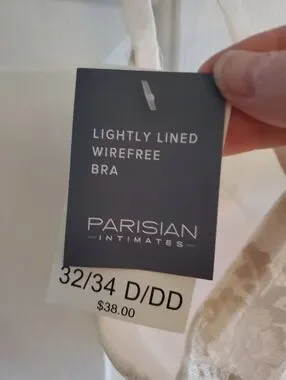 LIGHTLY LINED
WIREFREE
BRA
PARISIAN
INTIMATES
32/34 D/DD
$38.00